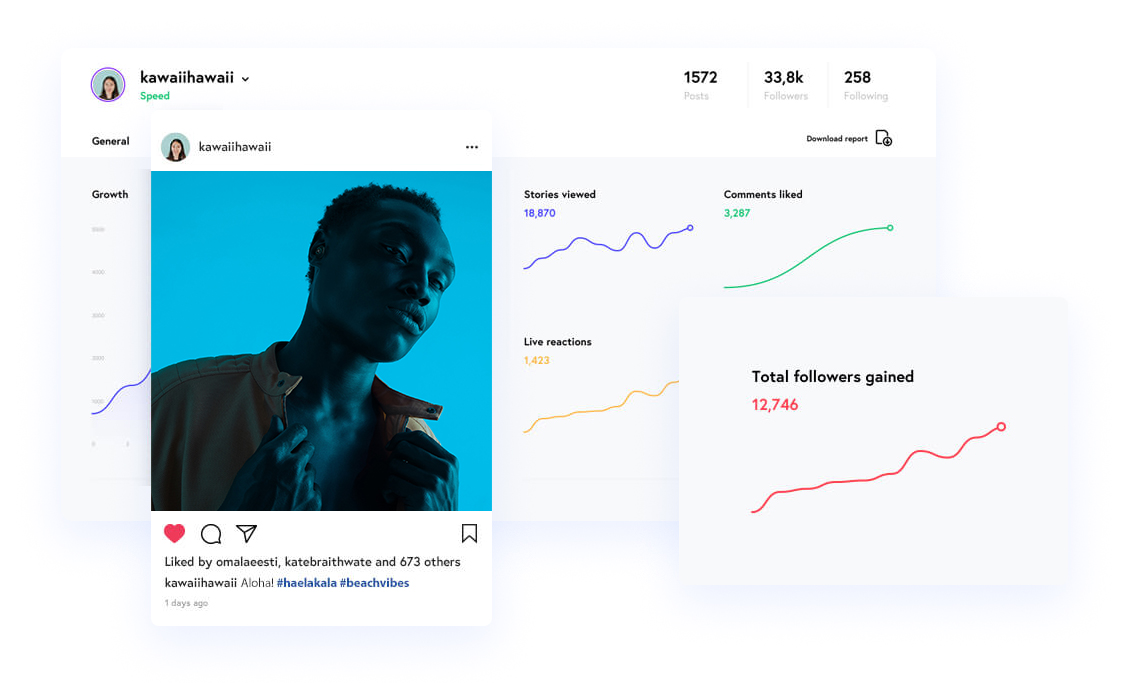 kawaiihawaii
Speed
1572
Posts
33,8k
Followers
258
Following
General
Download report
kawaiihawaii
Growth
5000
4000
3000
2000
1000
0
Stories viewed
18,870
Comments liked
3,287
Live reactions
1,423
Total followers gained
12,746
Liked by omalaeesti, katebraithwate and 673 others
kawaiihawaii Aloha! #haelakala #beachvibes
1 days ago